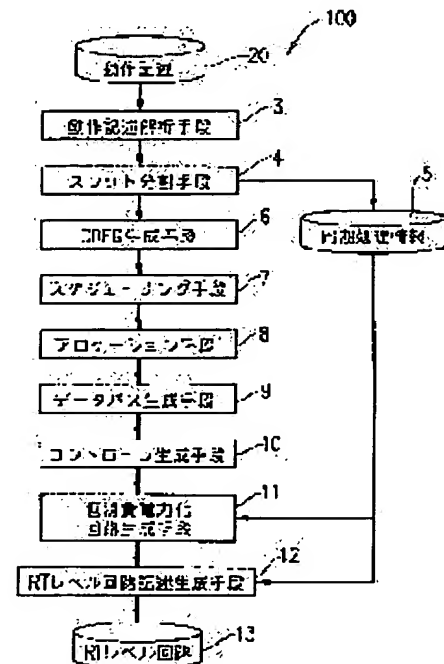 100
動作記述
20
動作記述解析手段
3
スレッド分割手段
4
5
CDFG生成手段
6
同期処理情報
スケジューリング手段
7
アロケーション手段
8
データパス生成手段
9
コントローラ生成手段
10
低消費電力化
回路生成手段
11
RTレベル回路記述生成手段
12
RTレベル回路
13